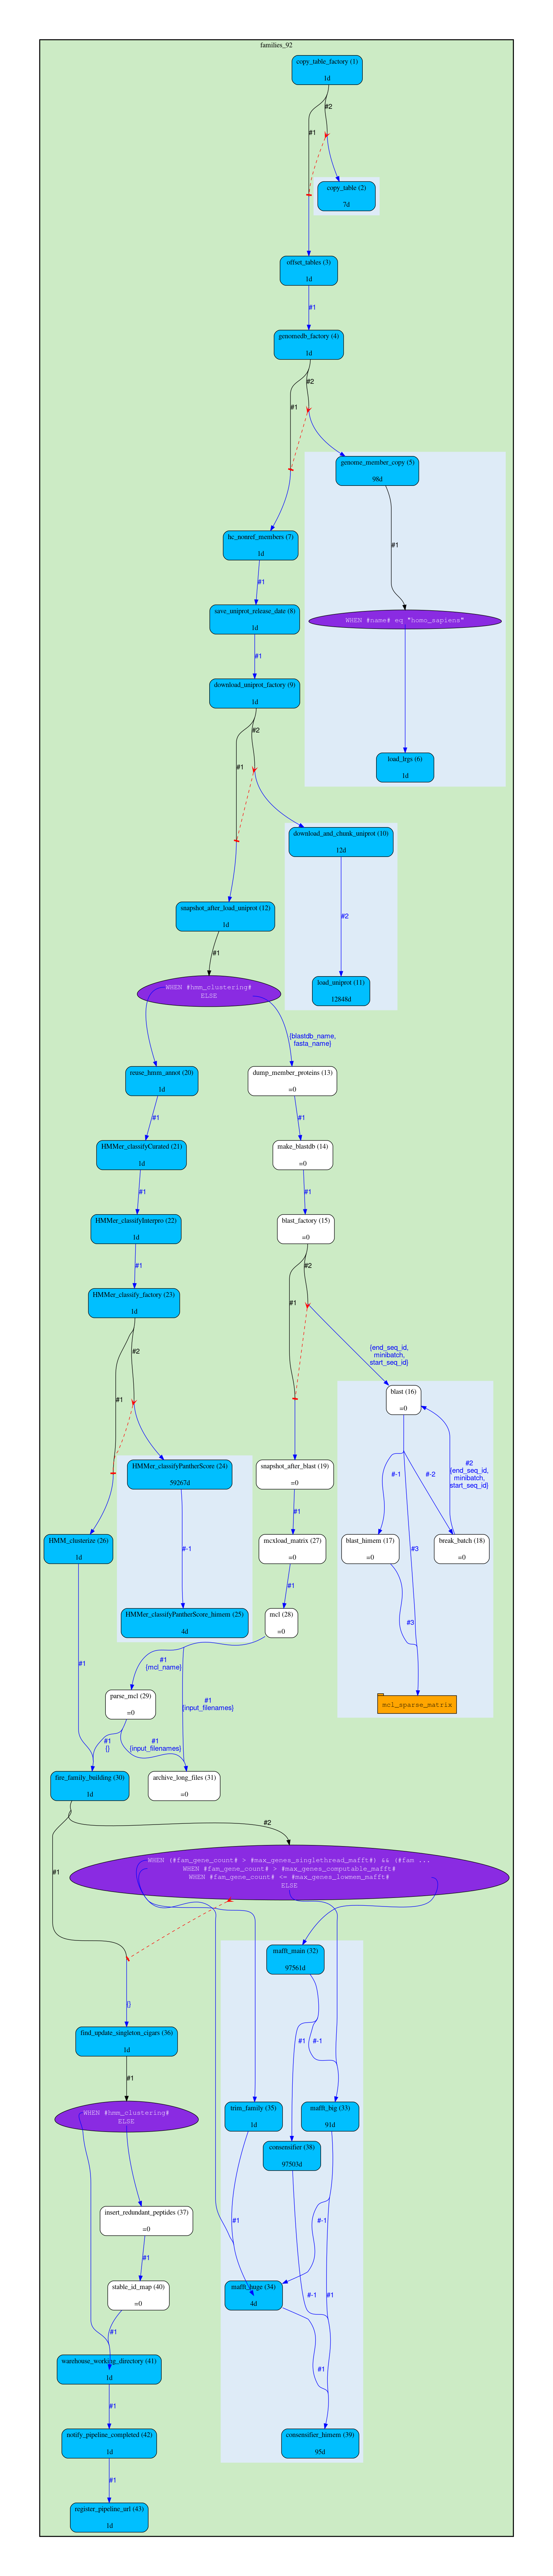 families_92
copy_table_factory (1)
1d
#2
#1
copy_table (2)
7d
offset_tables (3)
1d
#1
genomedb_factory (4)
1d
#2
#1
genome_member_copy (5)
98d
#1
hc_nonref_members (7)
1d
#1
save_uniprot_release_date (8)
1d
WHEN #name# eq "homo_sapiens"
#1
download_uniprot_factory (9)
1d
#2
#1
load_lrgs (6)
1d
download_and_chunk_uniprot (10)
12d
snapshot_after_load_uniprot (12)
1d
#2
#1
load_uniprot (11)
12848d
WHEN #hmm_clustering#
ELSE
{blastdb_name,
fasta_name}
reuse_hmm_annot (20)
1d
dump_member_proteins (13)
=0
#1
#1
HMMer_classifyCurated (21)
1d
make_blastdb (14)
=0
#1
#1
HMMer_classifyInterpro (22)
1d
blast_factory (15)
=0
#1
#2
HMMer_classify_factory (23)
1d
#1
#2
{end_seq_id,
minibatch,
start_seq_id}
#1
blast (16)
=0
HMMer_classifyPantherScore (24)
59267d
snapshot_after_blast (19)
=0
#-1
#-2
#2
{end_seq_id,
minibatch,
start_seq_id}
#-1
#1
#3
HMM_clusterize (26)
1d
mcxload_matrix (27)
=0
blast_himem (17)
=0
break_batch (18)
=0
#1
HMMer_classifyPantherScore_himem (25)
4d
mcl (28)
=0
#3
#1
#1
{mcl_name}
#1
{input_filenames}
parse_mcl (29)
=0
mcl_sparse_matrix
#1
{}
#1
{input_filenames}
fire_family_building (30)
1d
archive_long_files (31)
=0
#2
#1
WHEN (#fam_gene_count# > #max_genes_singlethread_mafft#) && (#fam ...
WHEN #fam_gene_count# > #max_genes_computable_mafft#
WHEN #fam_gene_count# <= #max_genes_lowmem_mafft#
ELSE
mafft_main (32)
97561d
{}
find_update_singleton_cigars (36)
1d
#1
#-1
#1
WHEN #hmm_clustering#
ELSE
trim_family (35)
1d
mafft_big (33)
91d
consensifier (38)
97503d
insert_redundant_peptides (37)
=0
#1
#-1
#1
stable_id_map (40)
=0
mafft_huge (34)
4d
#-1
#1
#1
warehouse_working_directory (41)
1d
#1
#1
notify_pipeline_completed (42)
1d
consensifier_himem (39)
95d
#1
register_pipeline_url (43)
1d